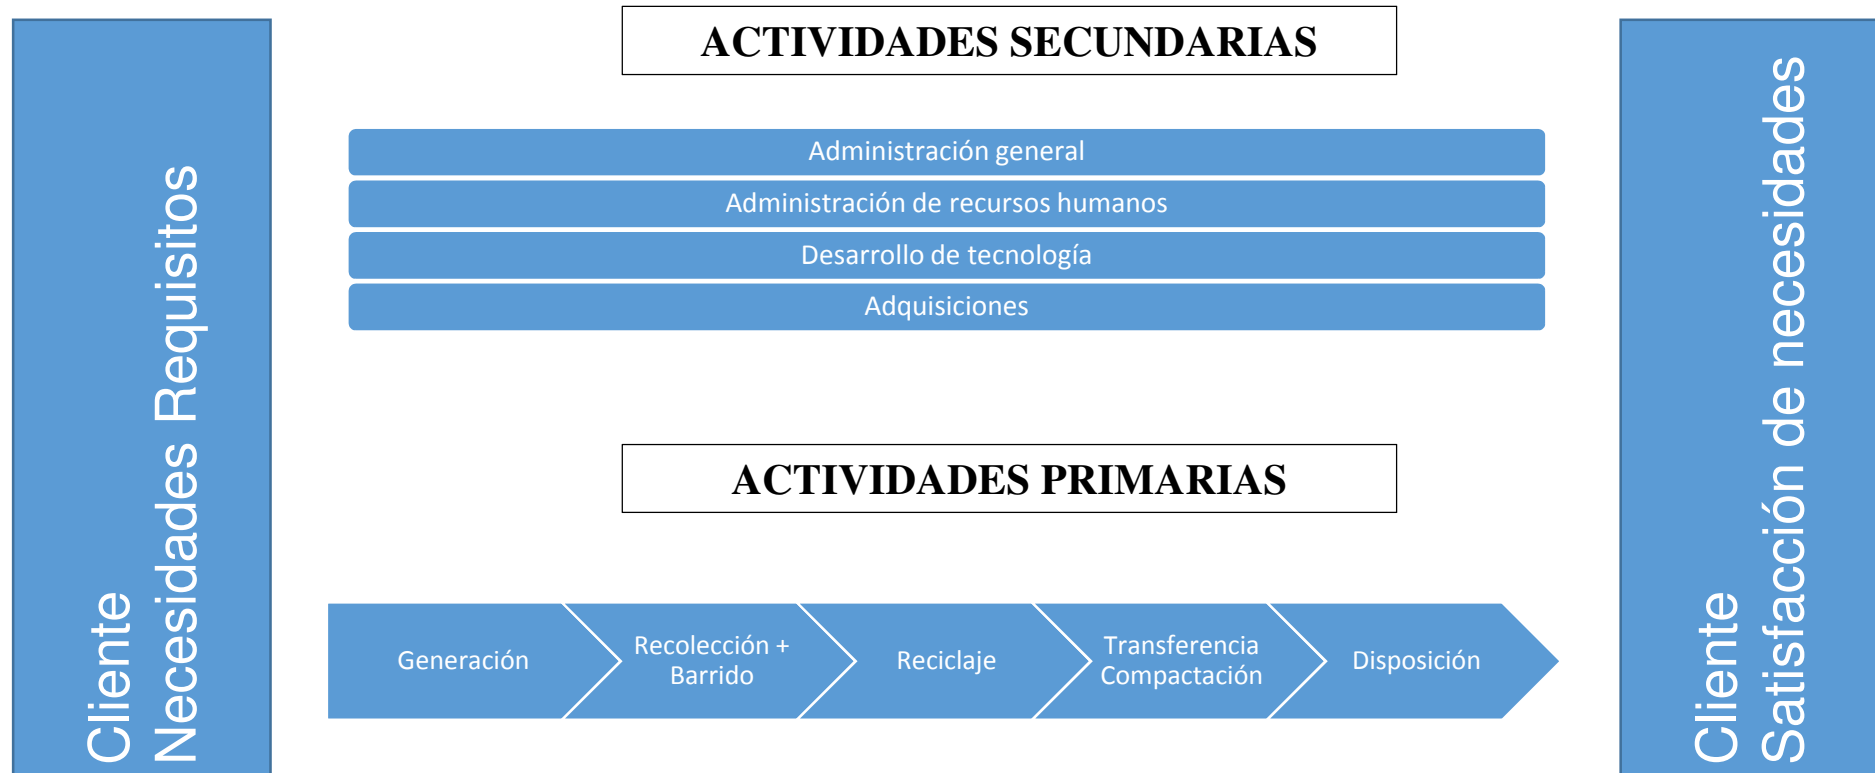 Cliente
Necesidades Requisitos
ACTIVIDADES SECUNDARIAS
Administración general
Administración de recursos humanos
Desarrollo de tecnología
Adquisiciones
ACTIVIDADES PRIMARIAS
Generación
Recolección +
Barrido
Reciclaje
Transferencia
Compactación
Disposición
Cliente
Satisfacción de necesidades